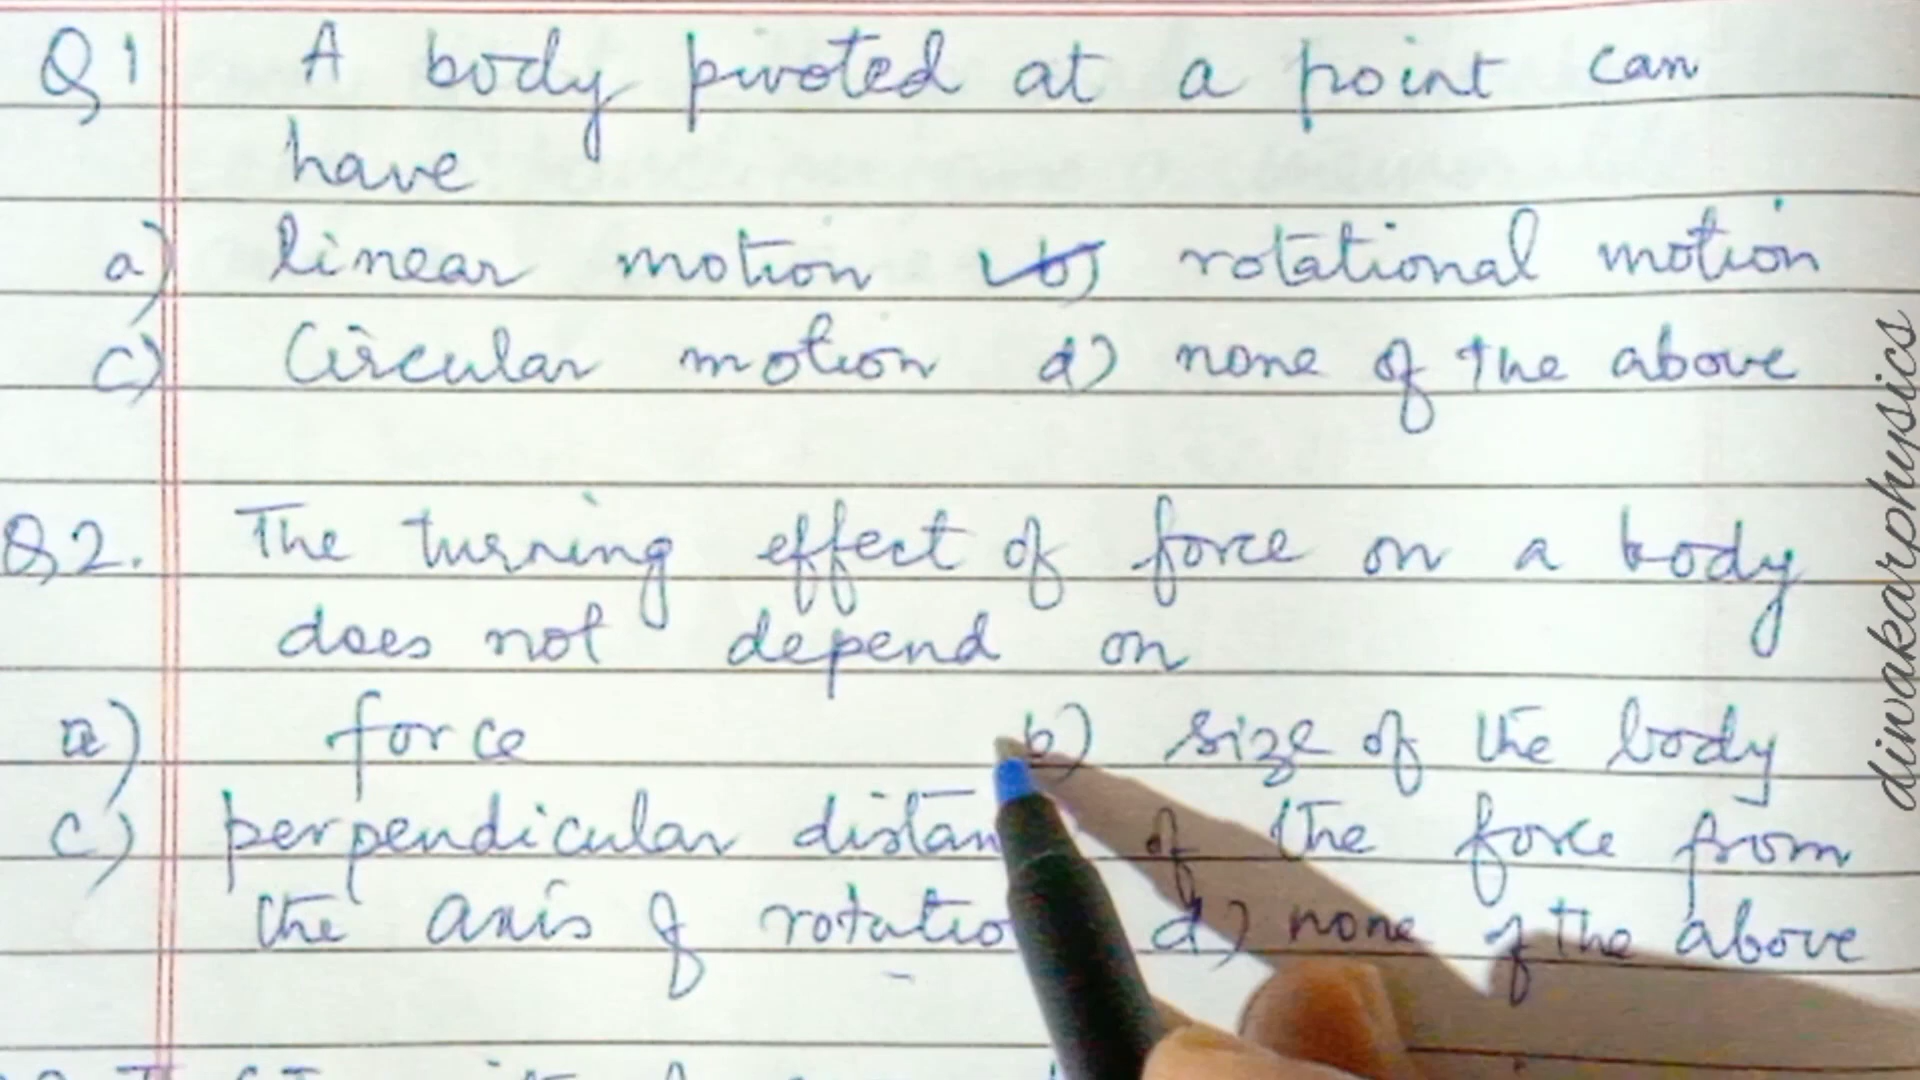 Q1 A body pivoted at a point can
have
a) linear motion b) rotational motion
c) Circular motion d) none of the above
Q2. The turning effect of force on a body
does not depend on
a) force b) size of the body
c) perpendicular distan of the force from
the axis of rotatio d) none of the above
diwakarphysics